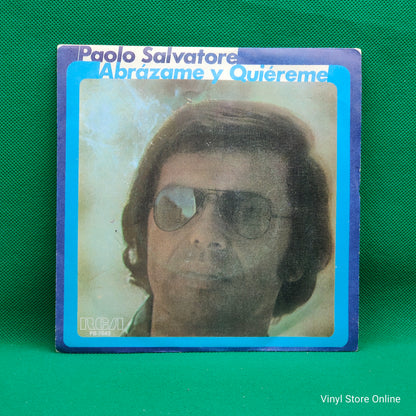 Paolo Salvatore
Abrázame y Quiéreme
RCA
Vinyl Store Online